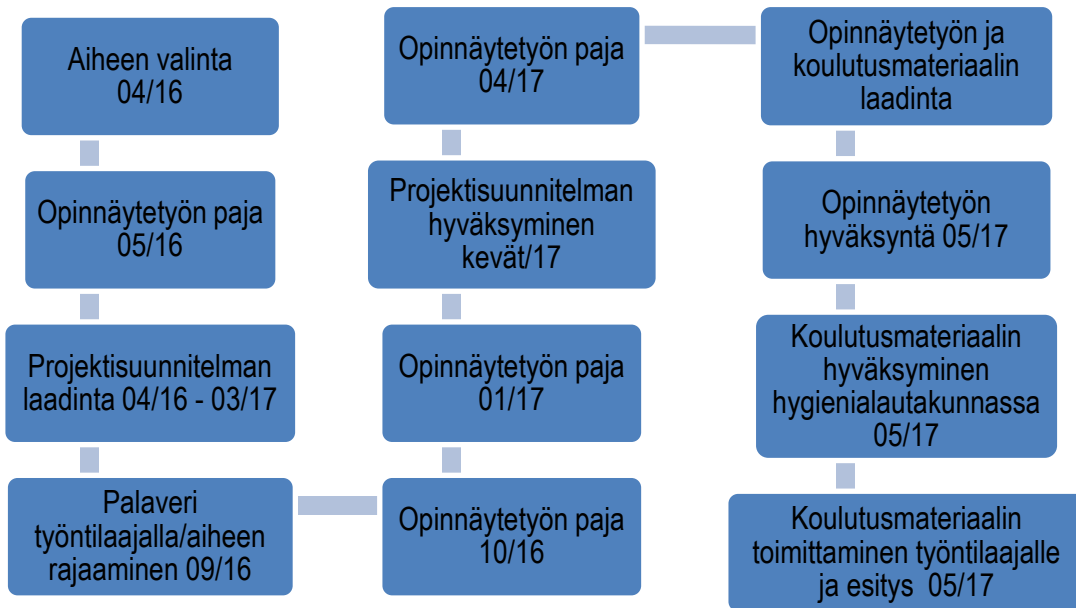 Aiheen valinta
04/16
Opinnäytetyön paja
05/16
Projektisuunnitelman
laadinta 04/16 - 03/17
Palaveri
työntilaajalla/aiheen
rajaaminen 09/16
Opinnäytetyön paja
10/16
Opinnäytetyön paja
01/17
Projektisuunnitelman
hyväksyminen
kevät/17
Opinnäytetyön paja
04/17
Opinnäytetyön ja
koulutusmateriaalin
laadinta
Opinnäytetyön
hyväksyntä 05/17
Koulutusmateriaalin
hyväksyminen
hygienialautakunnassa
05/17
Koulutusmateriaalin
toimittaminen työntilaajalle
ja esitys 05/17